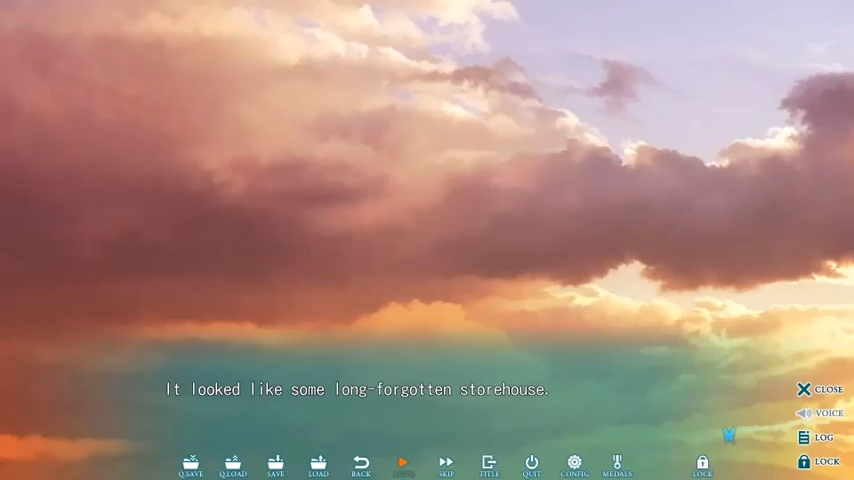 It looked like some long-forgotten storehouse.
CLOSE
VOICE
LOG
LOCK
Q.SAVE Q.LOAD SAVE LOAD BACK AUTO SKIP TITLE QUIT CONFIG MEDALS LOCK